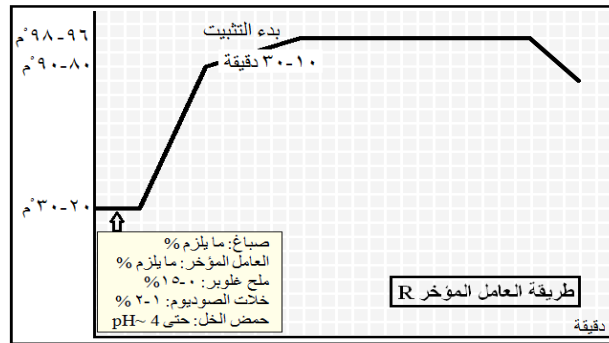 بدء التثبيت
٩٦-٩٨ °م
٨٠-٩٠ °م
١٠-٣٠ دقيقة
٢٠-٣٠ °م
صباغ: ما يلزم %
العامل المؤخر: ما يلزم %
ملح غلوبر: ٠-١٥%
خلات الصوديوم: ١-٢ %
حمض الخل: حتى pH~ 4
طريقة العامل المؤخر R
دقيقة